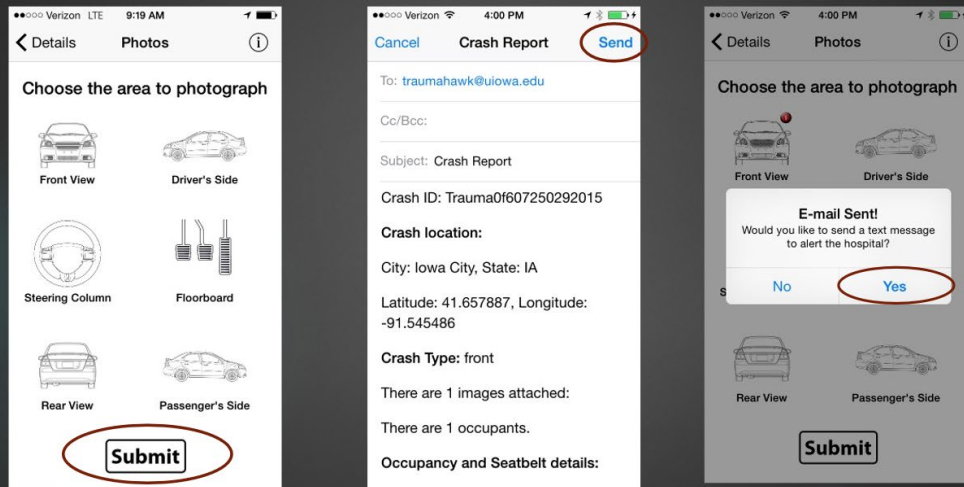 Verizon LTE 9:19 AM
Details Photos
Choose the area to photograph
Front View Driver's Side
Steering Column Floorboard
Rear View Passenger's Side
Submit
Verizon 4:00 PM
Cancel Crash Report Send
To: traumahawk@uiowa.edu
Cc/Bcc:
Subject: Crash Report
Crash ID: Trauma0f607250292015
Crash location:
City: Iowa City, State: IA
Latitude: 41.657887, Longitude:
-91.545486
Crash Type: front
There are 1 images attached:
There are 1 occupants.
Occupancy and Seatbelt details:
Verizon 4:00 PM
Details Photos
Choose the area to photograph
1
Front View Driver's Side
E-mail Sent!
Would you like to send a text message
to alert the hospital?
No Yes
S
Rear View Passenger's Side
Submit